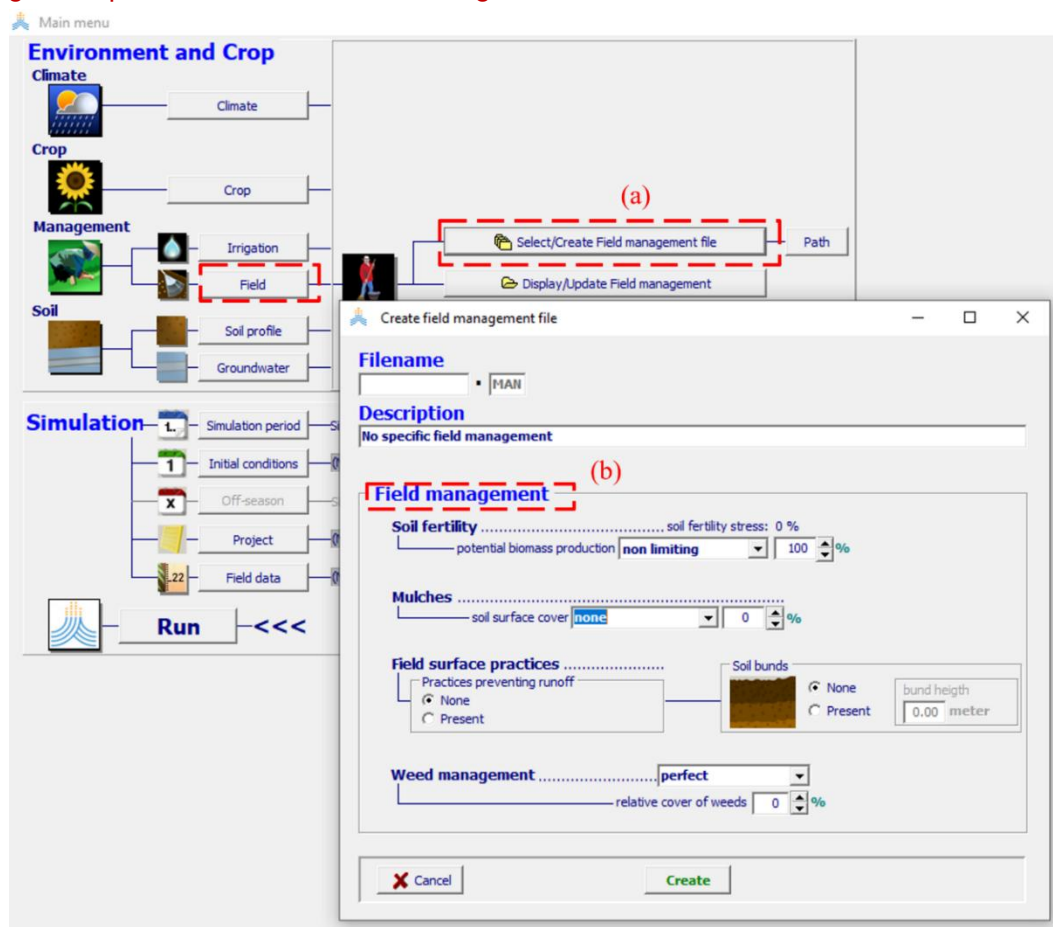 Main menu
Environment and Crop
Climate
Climate
Crop
Crop
(a)
Management
Irrigation
Select/Create Field management file
Path
Field
Display/Update Field management
Soil
Soil profile
Groundwater
Create field management file
Filename
. MAN
Description
No specific field management
Simulation
1..
Simulation period
1
Initial conditions
X
Off-season
Project
.22
Field data
Run
<<<
(b)
Field management
Soil fertility ....................................... soil fertility stress: 0 %
potential biomass production non limiting 100 %
Mulches ......................................................................
soil surface cover none 0 %
Field surface practices .....................
Soil bunds
Practices preventing runoff
None
Present
None
Present
bund heigth
0.00 meter
Weed management ......................... perfect
relative cover of weeds 0 %
X Cancel
Create